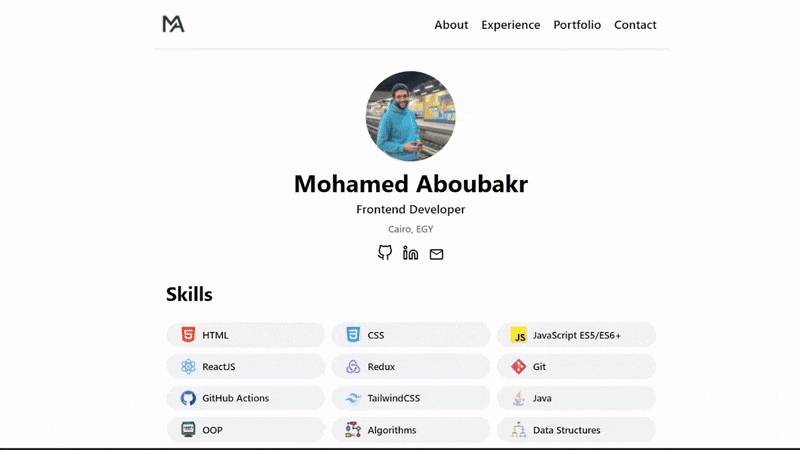 MA
About Experience Portfolio Contact
Mohamed Aboubakr
Frontend Developer
Cairo, EGY
Skills
HTML CSS JS JavaScript ES5/ES6+
ReactJS Redux Git
GitHub Actions TailwindCSS Java
OOP Algorithms Data Structures